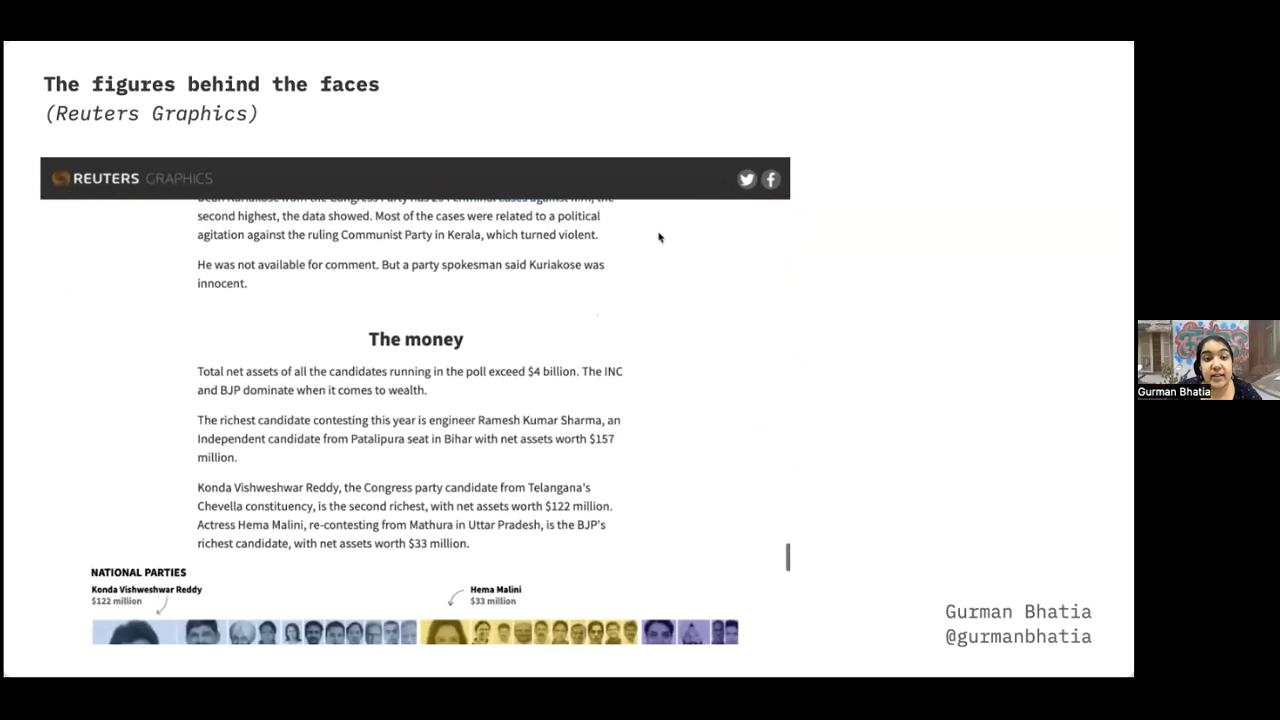 The figures behind the faces
(Reuters Graphics)
REUTERS GRAPHICS
second highest, the data showed. Most of the cases were related to a political
agitation against the ruling Communist Party in Kerala, which turned violent.
He was not available for comment. But a party spokesman said Kuriakose was
innocent.
The money
Total net assets of all the candidates running in the poll exceed $4 billion. The INC
and BJP dominate when it comes to wealth.
The richest candidate contesting this year is engineer Ramesh Kumar Sharma, an
Independent candidate from Patalipura seat in Bihar with net assets worth $157
million.
Konda Vishweshwar Reddy, the Congress party candidate from Telangana's
Chevella constituency, is the second richest, with net assets worth $122 million.
Actress Hema Malini, re-contesting from Mathura in Uttar Pradesh, is the BJP's
richest candidate, with net assets worth $33 million.
NATIONAL PARTIES
Konda Vishweshwar Reddy
$122 million
Hema Malini
$33 million
Gurman Bhatia
@gurmanbhatia
Gurman Bhatia